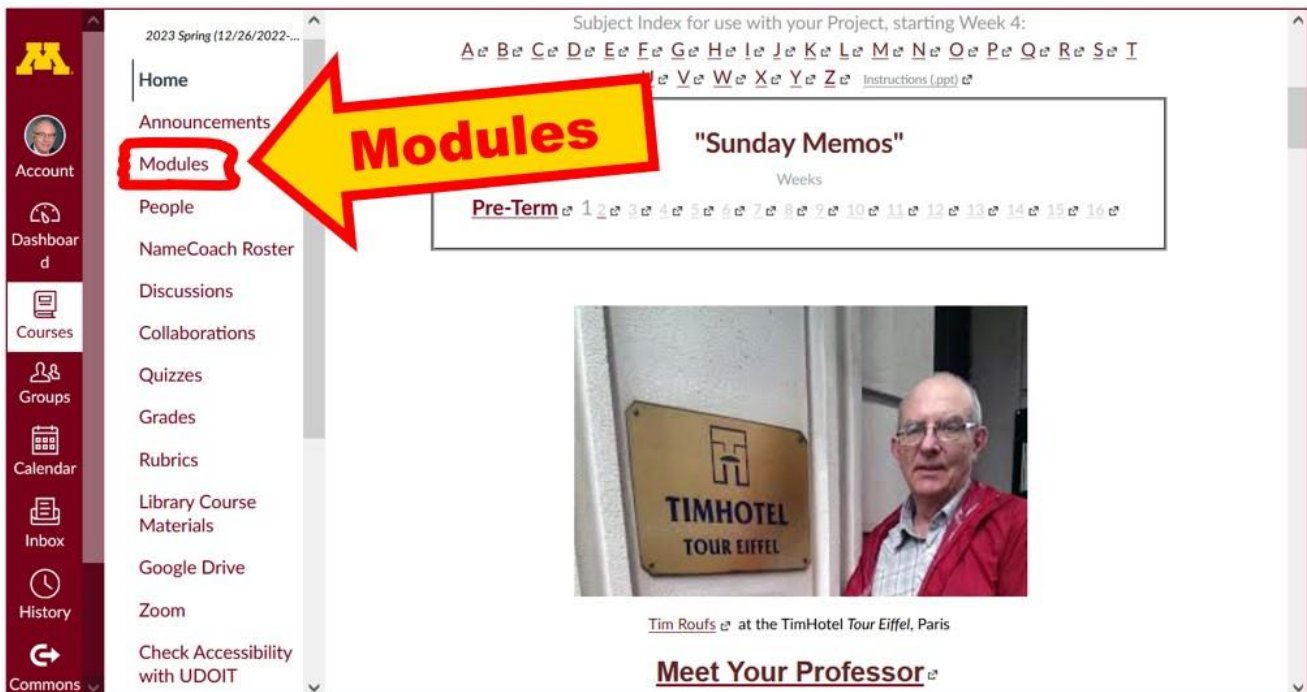 M
Account
Dashboar
d
Courses
Groups
Calendar
Inbox
History
Commons
2023 Spring (12/26/2022-...
Home
Announcements
Modules
People
NameCoach Roster
Discussions
Collaborations
Quizzes
Grades
Rubrics
Library Course
Materials
Google Drive
Zoom
Check Accessibility
with UDOIT
Modules
Subject Index for use with your Project, starting Week 4:
A B C D E F G H I J K L M N O P Q R S T
U V W X Y Z Instructions (.ppt)
"Sunday Memos"
Weeks
Pre-Term 1 2 3 4 5 6 7 8 9 10 11 12 13 14 15 16
TIMHOTEL
TOUR EIFFEL
Tim Roufs at the TimHotel Tour Eiffel, Paris
Meet Your Professor